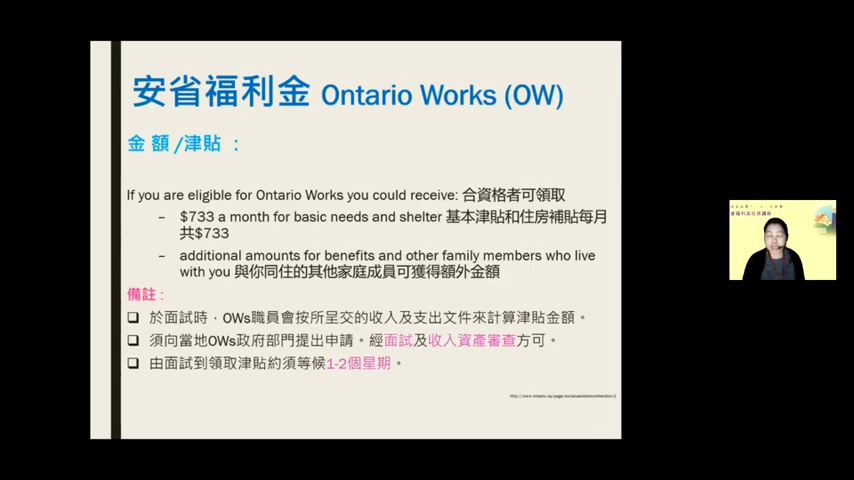 安省福利金 Ontario Works (OW)
金 額 /津貼 ：
If you are eligible for Ontario Works you could receive: 合資格者可領取
– $733 a month for basic needs and shelter 基本津貼和住房補貼每月
共$733
– additional amounts for benefits and other family members who live
with you 與你同住的其他家庭成員可獲得額外金額
備註 :
❑ 於面試時，OWs職員會按所呈交的收入及支出文件來計算津貼金額。
❑ 須向當地OWs政府部門提出申請。經面試及收入資產審查方可。
❑ 由面試到領取津貼約須等候1-2個星期。